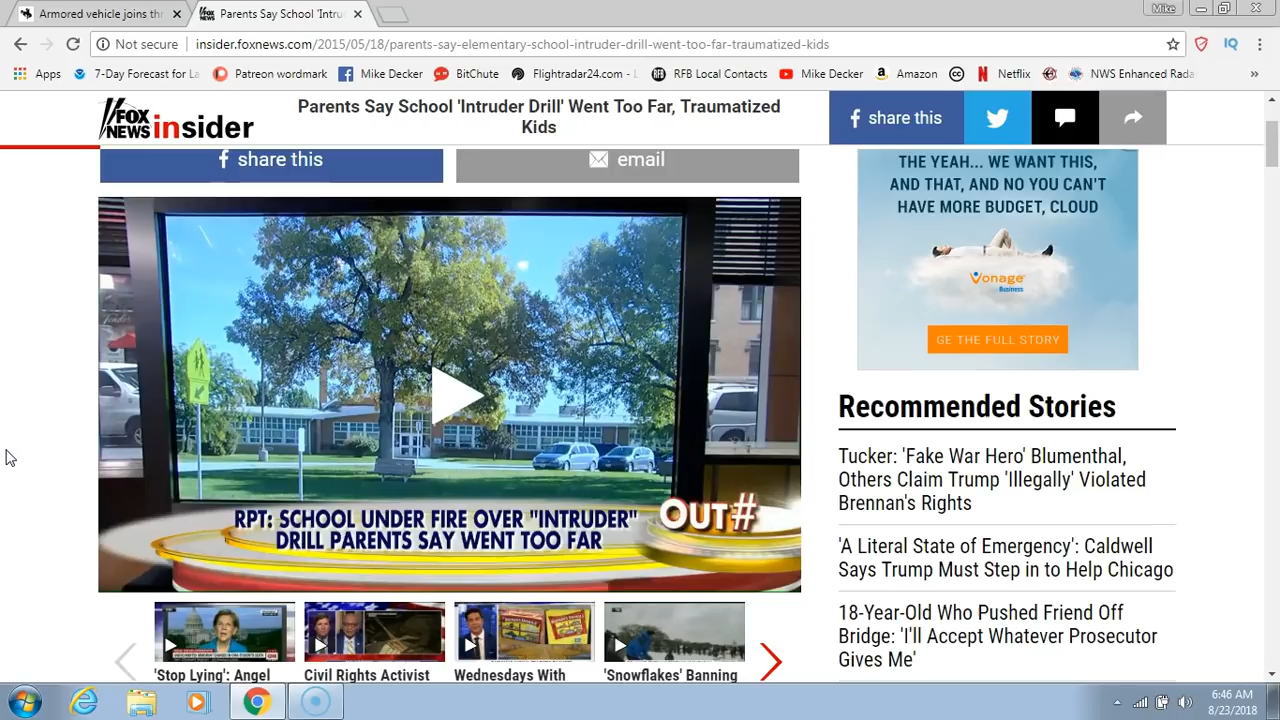 Armored vehicle joins thr
Parents Say School 'Intru
Mike
Not secure
insider.foxnews.com/2015/05/18/parents-say-elementary-school-intruder-drill-went-too-far-traumatized-kids
Apps
7-Day Forecast for La
Patreon wordmark
Mike Decker
BitChute
Flightradar24.com - L
RFB Local Contacts
Mike Decker
Amazon
Netflix
NWS Enhanced Rada
FOX NEWS insider
Parents Say School 'Intruder Drill' Went Too Far, Traumatized
Kids
share this
share this
email
THE YEAH... WE WANT THIS,
AND THAT, AND NO YOU CAN'T
HAVE MORE BUDGET, CLOUD
Vonage
Business
GE THE FULL STORY
RPT: SCHOOL UNDER FIRE OVER "INTRUDER"
DRILL PARENTS SAY WENT TOO FAR
OUT#
Recommended Stories
Tucker: 'Fake War Hero' Blumenthal,
Others Claim Trump 'Illegally' Violated
Brennan's Rights
'A Literal State of Emergency': Caldwell
Says Trump Must Step in to Help Chicago
18-Year-Old Who Pushed Friend Off
Bridge: 'I'll Accept Whatever Prosecutor
Gives Me'
'Stop Lying': Angel
Civil Rights Activist
Wednesdays With
'Snowflakes' Banning
6:46 AM
8/23/2018